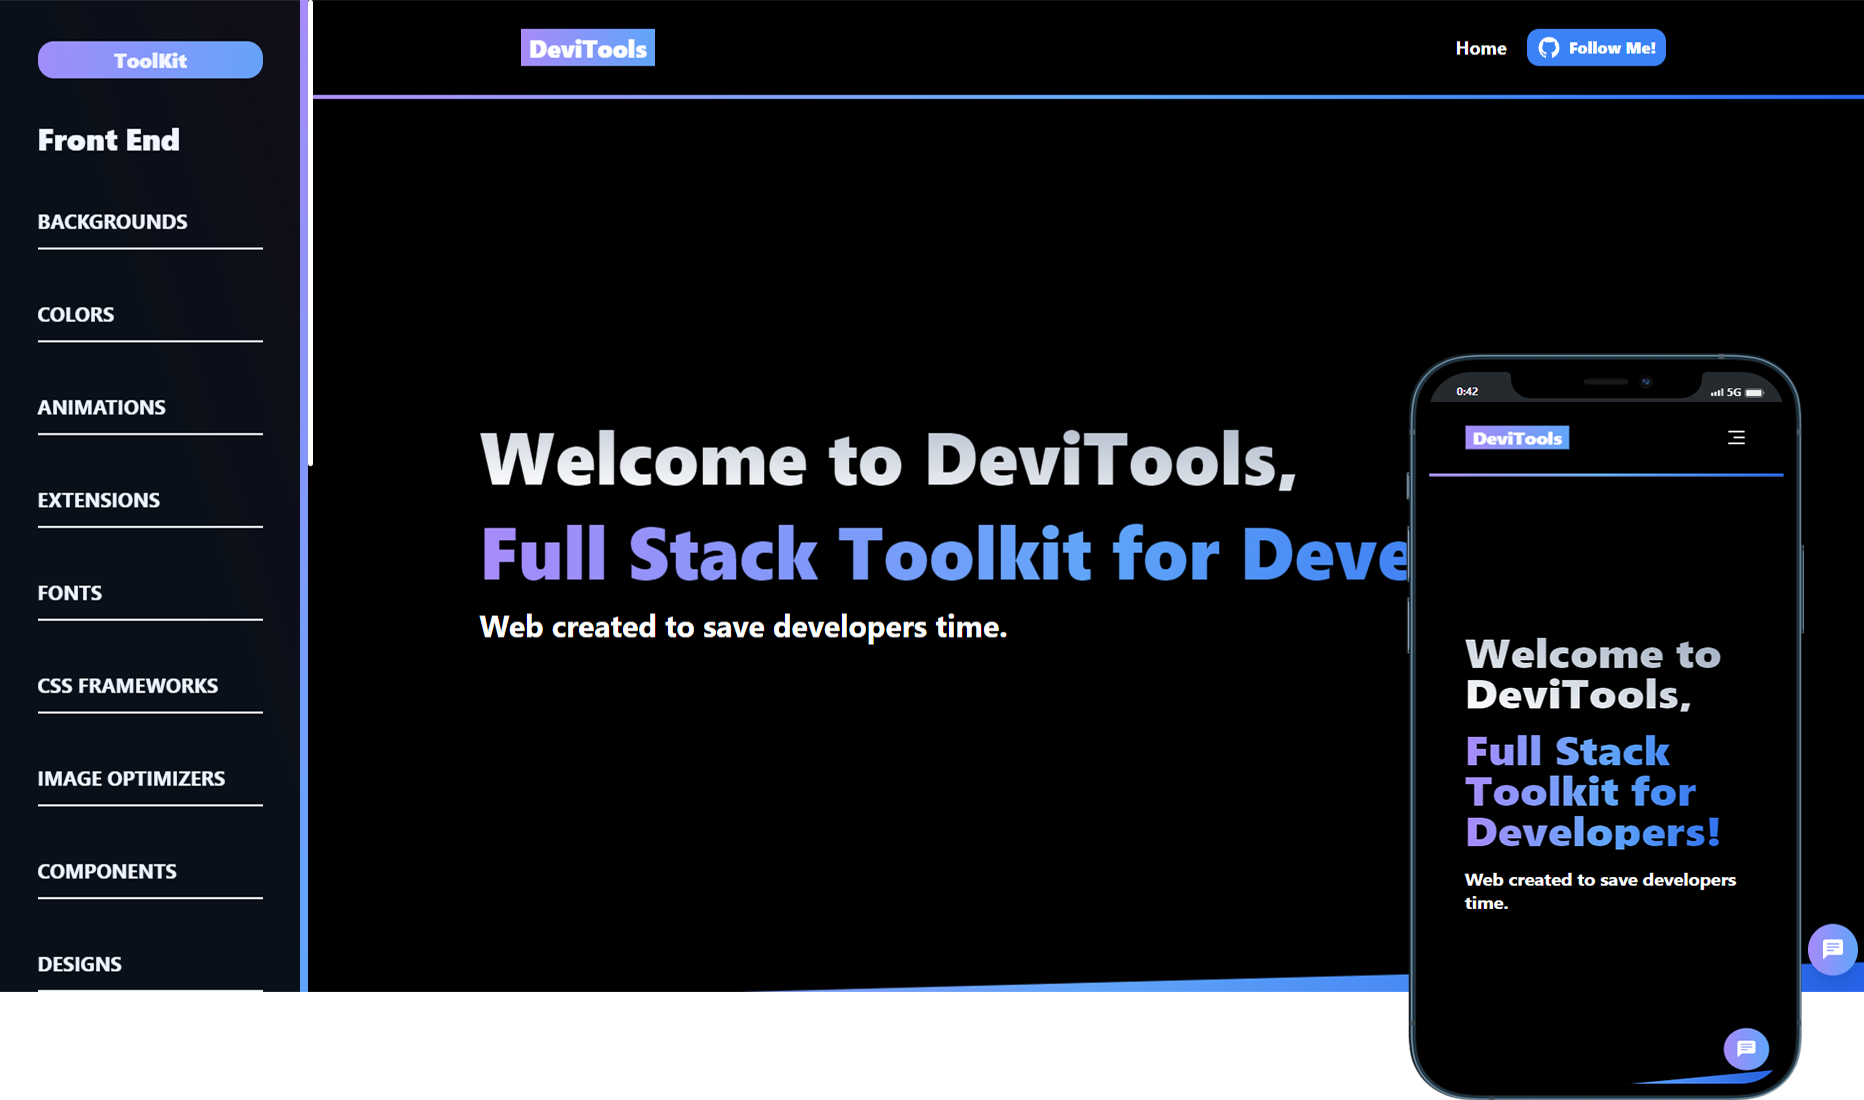 ToolKit
Front End
BACKGROUNDS
COLORS
ANIMATIONS
EXTENSIONS
FONTS
CSS FRAMEWORKS
IMAGE OPTIMIZERS
COMPONENTS
DESIGNS
DeviTools
Home
Follow Me!
Welcome to DeviTools,
Full Stack Toolkit for Deve
Web created to save developers time.
0:42
5G
DeviTools
Welcome to
DeviTools,
Full Stack
Toolkit for
Developers!
Web created to save developers
time.